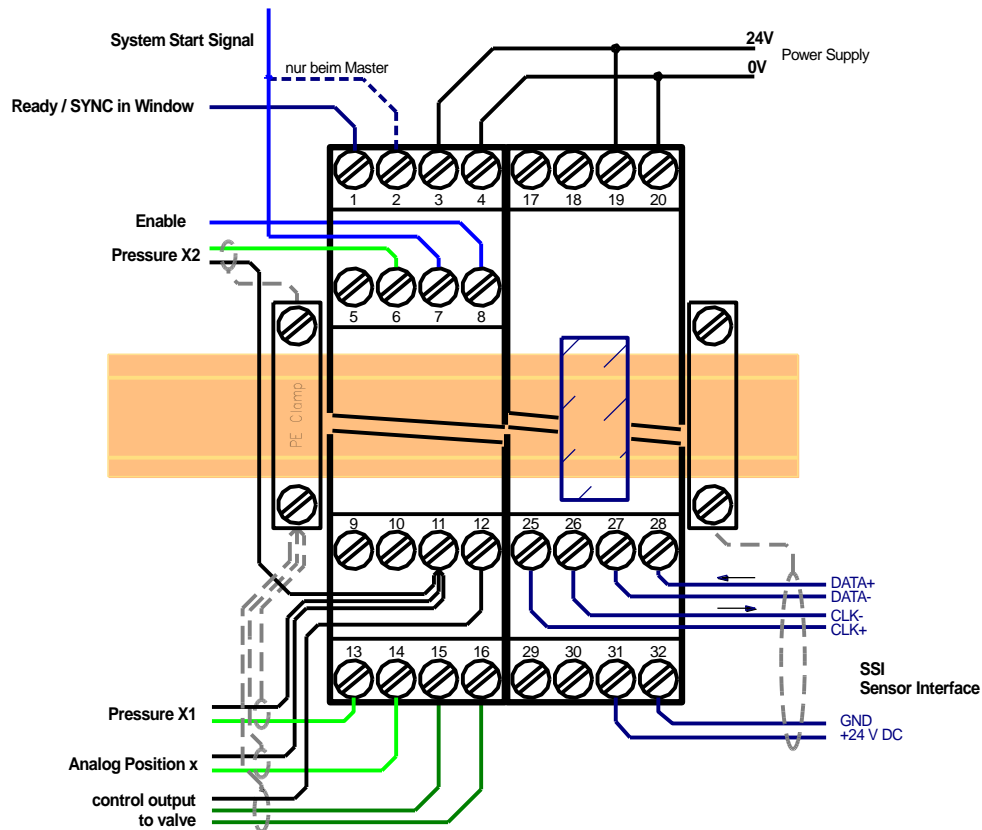 System Start Signal
24V
Power Supply
nur beim Master
0V
Ready / SYNC in Window
1 2 3 4 17 18 19 20
Enable
Pressure X2
5 6 7 8
PE Clamp
9 10 11 12 25 26 27 28
DATA+
DATA-
CLK-
CLK+
13 14 15 16 29 30 31 32
SSI
Sensor Interface
Pressure X1
GND
+24 V DC
Analog Position x
control output
to valve